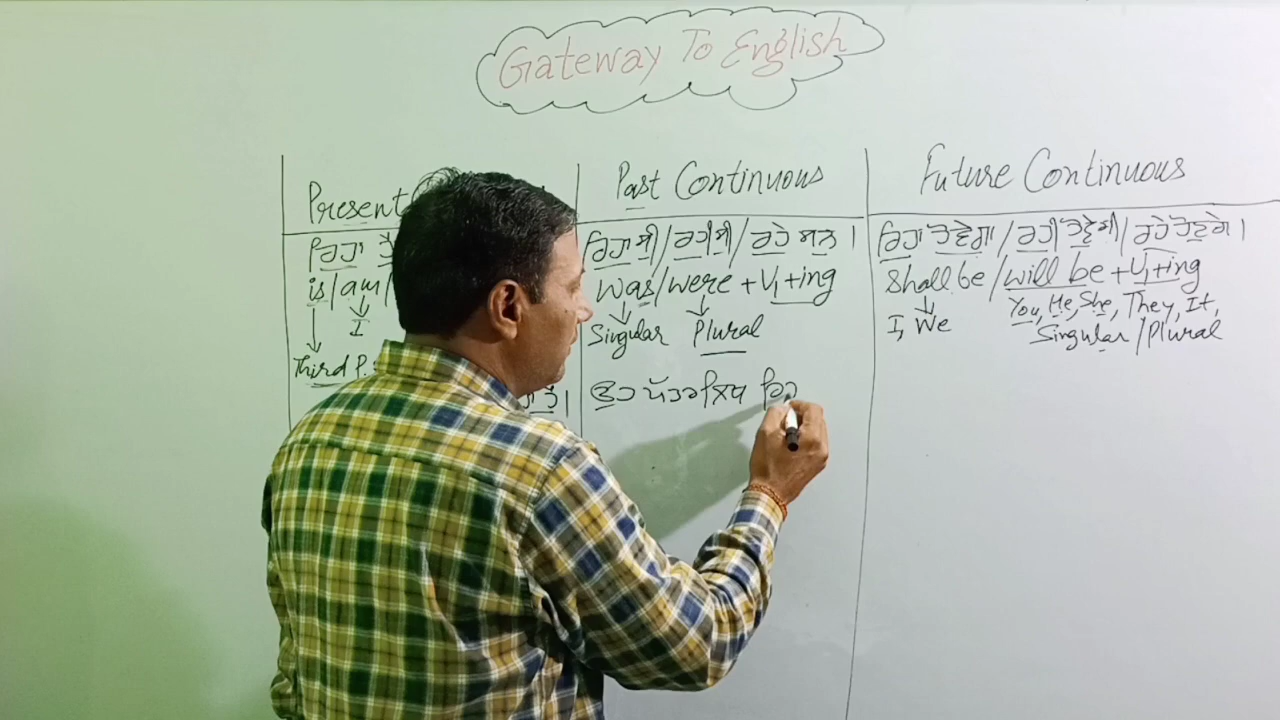 Gateway To English
Present
ਰਿਹਾ
is/am/
I
Third P.
Past Continuous
ਰਿਹਾ ਸੀ/ਰਹੀ ਸੀ/ਰਹੇ ਸਨ।
was/were + V₁+ing
Singular Plural
ਉਹ ਪੱਤਰ ਲਿਖ ਰਿਹ
Future Continuous
ਰਿਹਾ ਹੋਵੇਗਾ/ਰਹੀ ਹੋਵੇਗੀ/ਰਹੇ ਹੋਣਗੇ।
Shall be/will be + V₁+ing
I, We You, He, She, They, It,
Singular/Plural